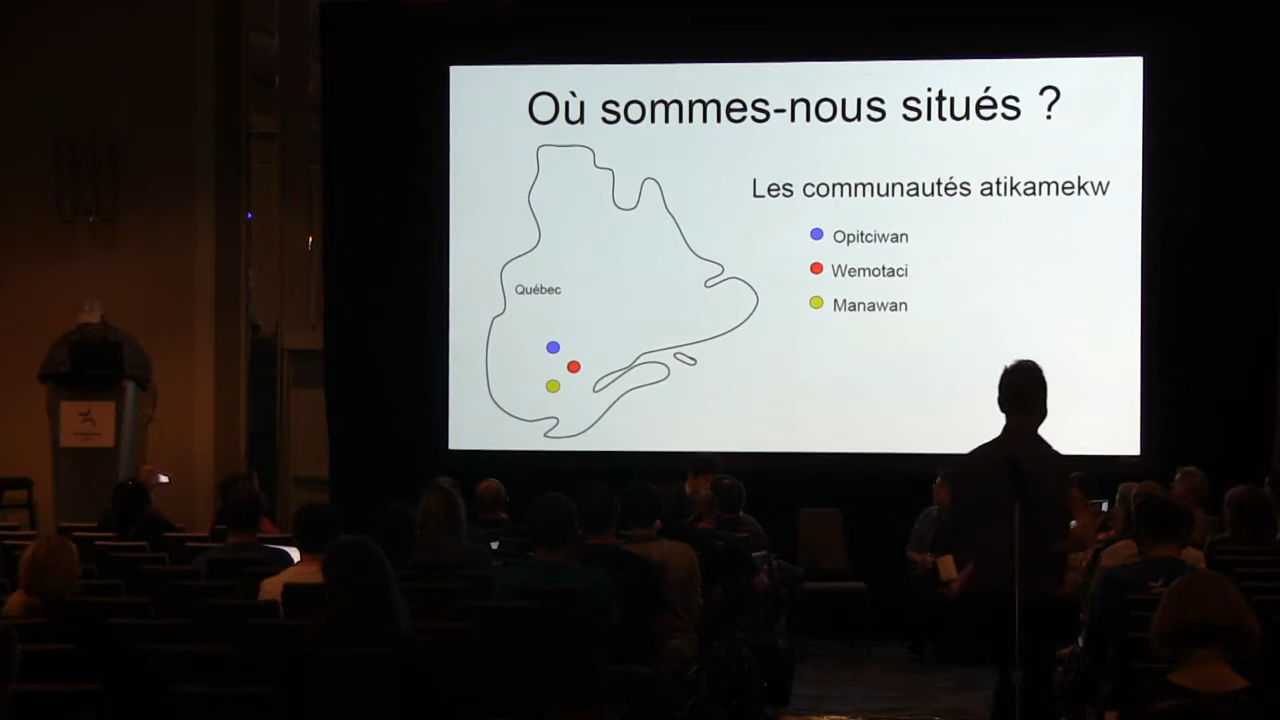 Où sommes-nous situés ?
Les communautés atikamekw
Opitciwan
Wemotaci
Québec
Manawan